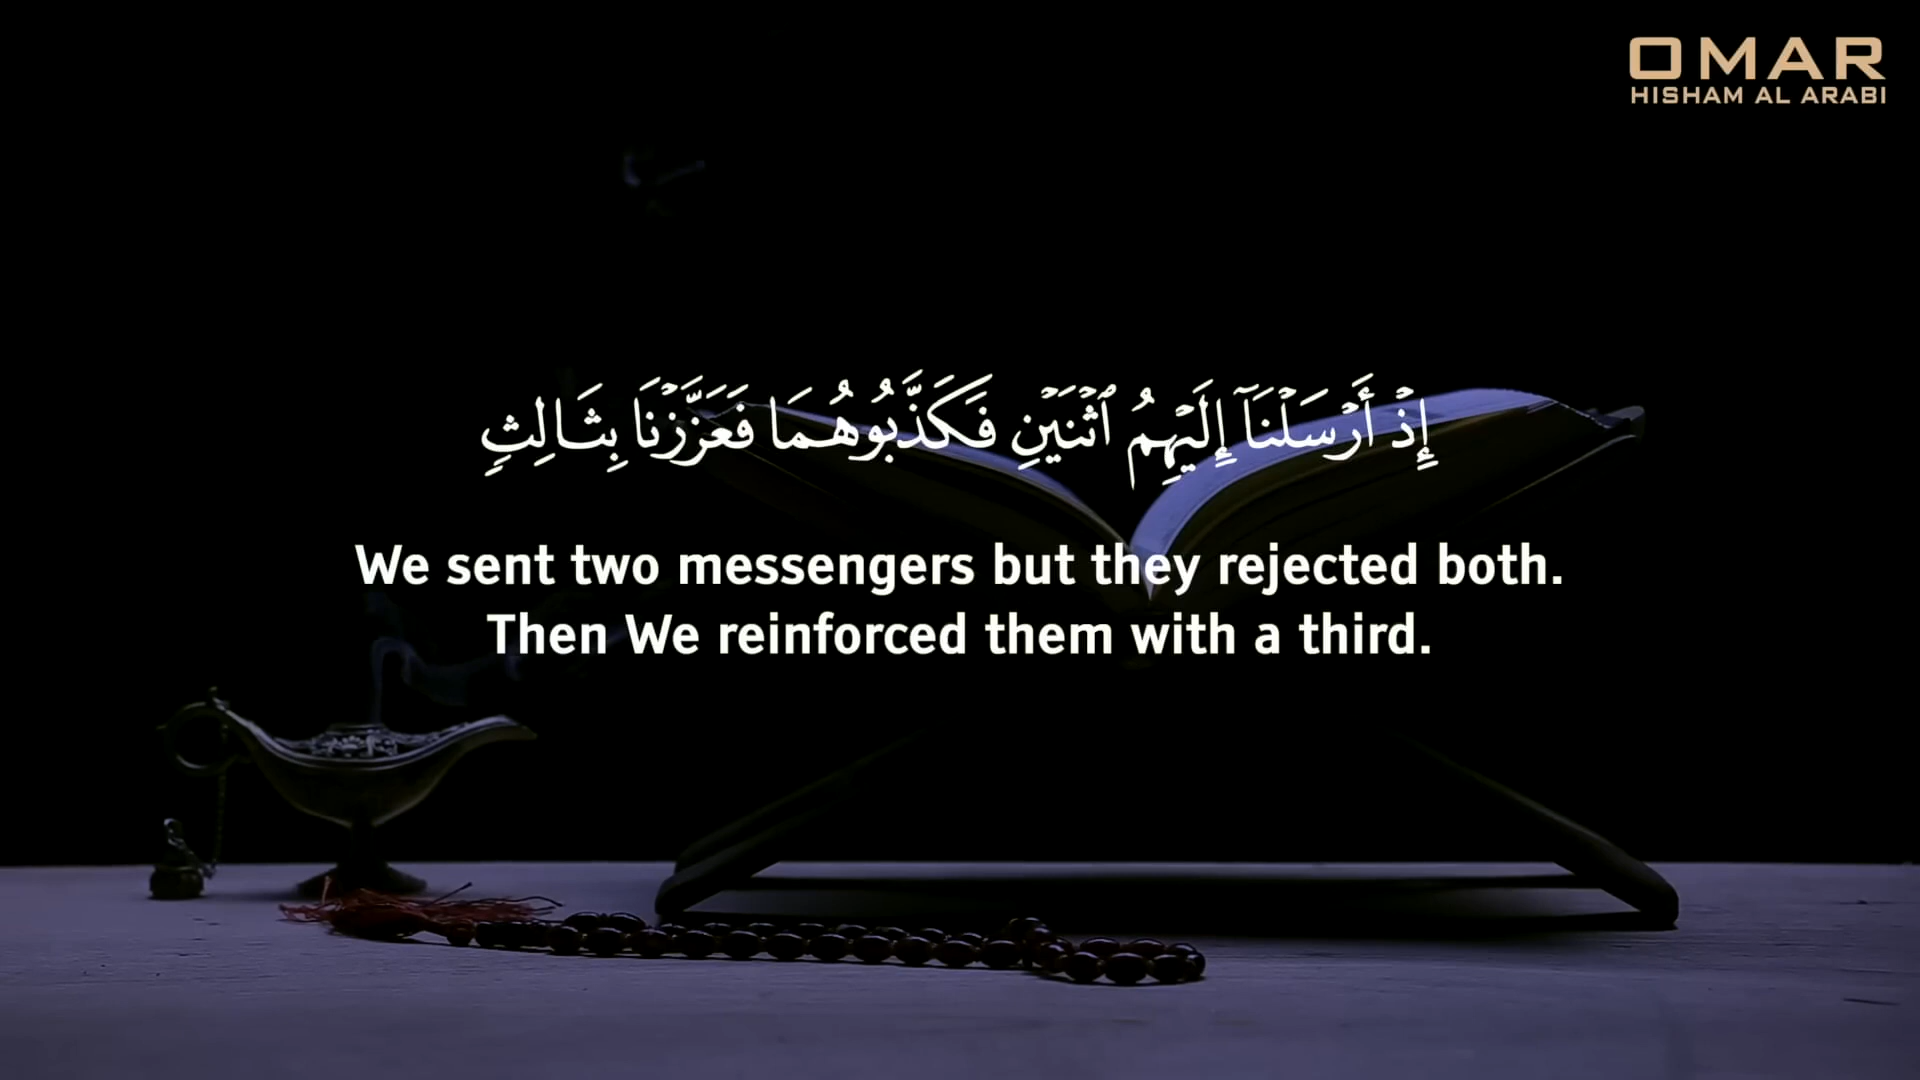 OMAR
HISHAM AL ARABI
إِذْ أَرْسَلْنَآ إِلَيْهِمُ ٱثْنَيْنِ فَكَذَّبُوهُمَا فَعَزَّزْنَا بِثَالِثٍ
We sent two messengers but they rejected both.
Then We reinforced them with a third.